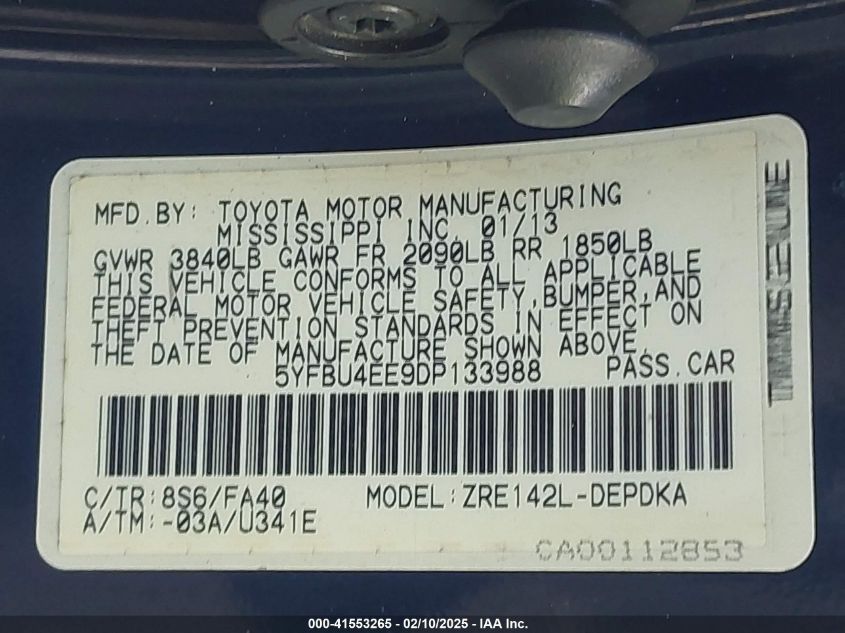 MFD.BY: TOYOTA MOTOR MANUFACTURING
MISSISSIPPI INC. 01/13
GVWR 3840LB GAWR FR 2090LB RR 1850LB
THIS VEHICLE CONFORMS TO ALL APPLICABLE
FEDERAL MOTOR VEHICLE SAFETY,BUMPER,AND
THEFT PREVENTION STANDARDS IN EFFECT ON
THE DATE OF MANUFACTURE SHOWN ABOVE.
5YFBU4EE9DP133988 PASS.CAR
C/TR:8S6/FA40 MODEL:ZRE142L-DEPDKA
A/TM:-03A/U341E
CA00112853
000-41553265 - 02/10/2025 - IAA Inc.